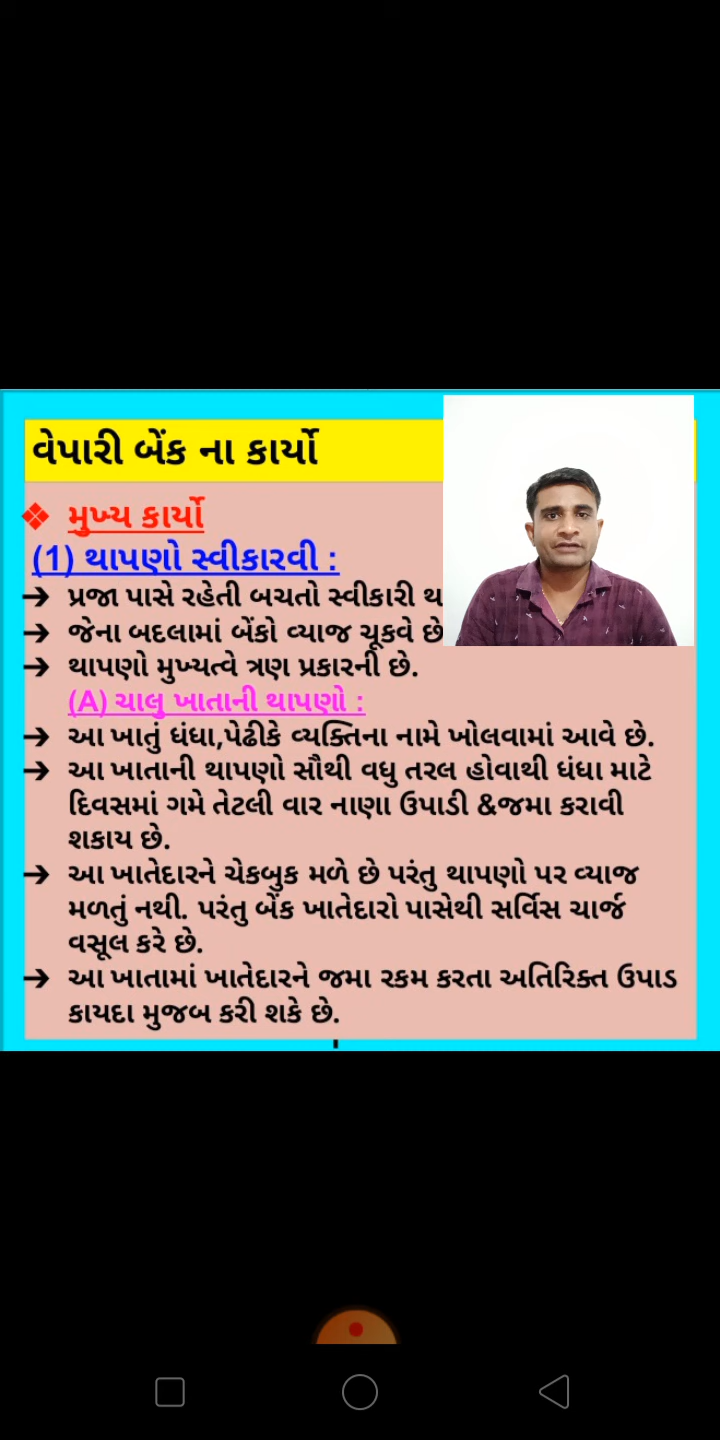 વેપારી બેંક ના કાર્યો
❖ મુખ્ય કાર્યો
(1) થાપણો સ્વીકારવી :
➔ પ્રજા પાસે રહેતી બચતો સ્વીકારી
➔ જેના બદલામાં બેંકો વ્યાજ ચૂકવે છે
➔ થાપણો મુખ્યત્વે ત્રણ પ્રકારની છે.
(A) ચાલુ ખાતાની થાપણો :
➔ આ ખાતું ધંધા,પેઢીકે વ્યક્તિના નામે ખોલવામાં આવે છે.
➔ આ ખાતાની થાપણો સૌથી વધુ તરલ હોવાથી ધંધા માટે
દિવસમાં ગમે તેટલી વાર નાણા ઉપાડી &જમા કરાવી
શકાય છે.
➔ આ ખાતેદારને ચેકબુક મળે છે પરંતુ થાપણો પર વ્યાજ
મળતું નથી. પરંતુ બેંક ખાતેદારો પાસેથી સર્વિસ ચાર્જ
વસૂલ કરે છે.
➔ આ ખાતામાં ખાતેદારને જમા રકમ કરતા અતિરિક્ત ઉપાડ
કાયદા મુજબ કરી શકે છે.